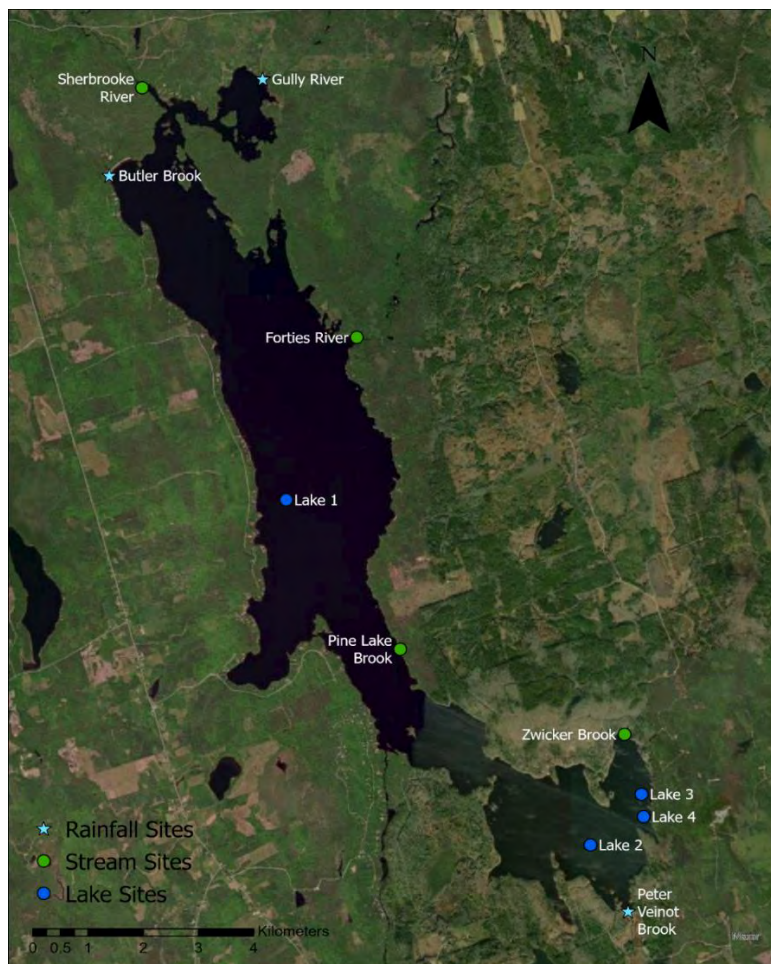 N
Sherbrooke
River
Gully River
Butler Brook
Forties River
Lake 1
Pine Lake
Brook
Zwicker Brook
Lake 3
Lake 4
Lake 2
Peter
Veinot
Brook
Rainfall Sites
Stream Sites
Lake Sites
Kilometers
0 0.5 1 2 3 4
Maxar